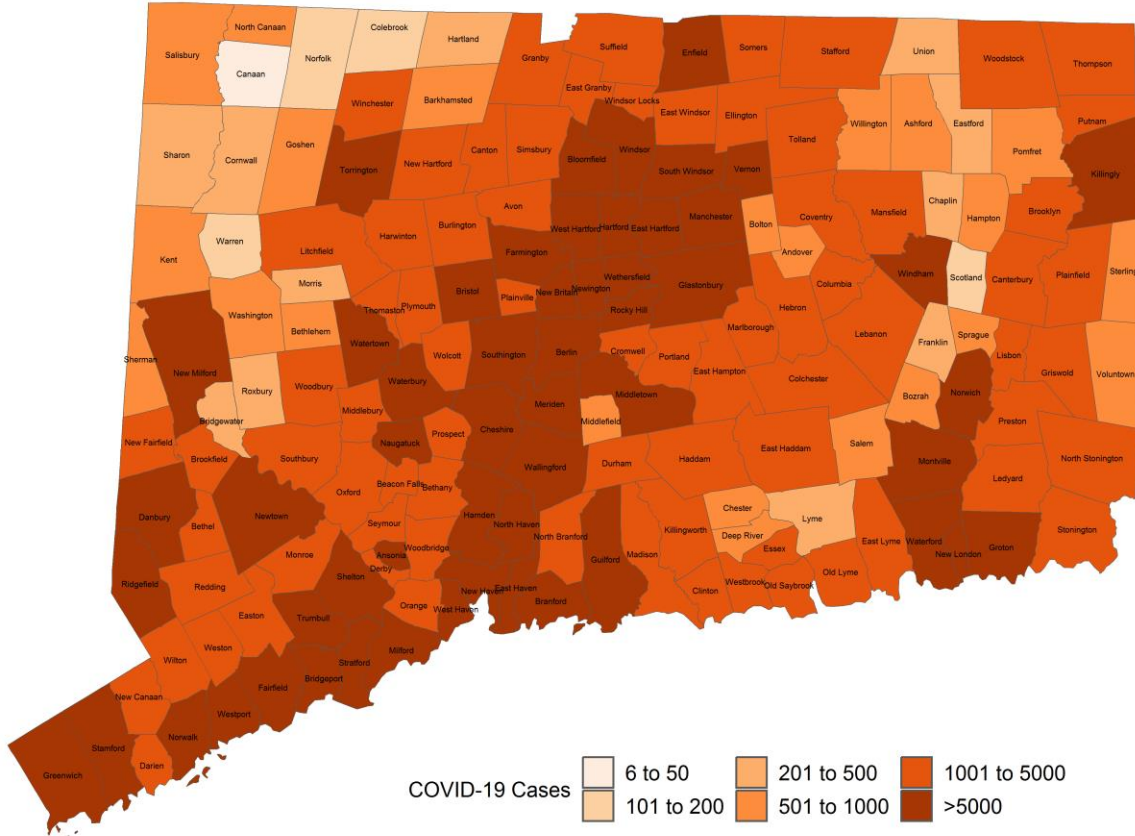 Colebrook
North Canaan
Hartland
Salisbury
Norfolk
Canaan
Suffield
Enfield
Somers
Stafford
Union
Woodstock
Thompson
Granby
East Granby
Windsor Locks
Winchester
Barkhamsted
East Windsor
Ellington
Willington
Ashford
Eastford
Putnam
Pomfret
Sharon
Cornwall
Goshen
Torrington
New Hartford
Canton
Simsbury
Bloomfield
Windsor
South Windsor
Vernon
Tolland
Killingly
Chaplin
Hampton
Mansfield
Brooklyn
Avon
Burlington
Harwinton
Litchfield
Warren
Kent
West Hartford
Hartford
East Hartford
Manchester
Bolton
Coventry
Andover
Farmington
Windham
Scotland
Canterbury
Plainfield
Sterling
Morris
Thomaston
Plymouth
Bristol
Plainville
New Britain
Newington
Wethersfield
Rocky Hill
Glastonbury
Hebron
Columbia
Washington
Bethlehem
Watertown
Waterbury
Wolcott
Southington
Berlin
Cromwell
Portland
Marlborough
East Hampton
Lebanon
Franklin
Sprague
Lisbon
Griswold
Voluntown
Sherman
New Milford
Roxbury
Woodbury
Bridgewater
Middlebury
Meriden
Middletown
Colchester
Bozrah
Norwich
Preston
Naugatuck
Prospect
Cheshire
Middlefield
New Fairfield
Brookfield
Southbury
Wallingford
Durham
Haddam
East Haddam
Salem
Montville
North Stonington
Ledyard
Oxford
Beacon Falls
Bethany
Danbury
Bethel
Newtown
Seymour
Hamden
North Haven
Chester
Lyme
Monroe
Ansonia
Woodbridge
North Branford
Guilford
Madison
Killingworth
Deep River
Essex
East Lyme
Waterford
New London
Groton
Stonington
Derby
Ridgefield
Redding
Shelton
Orange
New Haven
East Haven
West Haven
Branford
Clinton
Westbrook
Old Saybrook
Old Lyme
Easton
Trumbull
Weston
Wilton
Milford
Stratford
Bridgeport
Fairfield
New Canaan
Westport
Norwalk
Stamford
Darien
Greenwich
COVID-19 Cases
6 to 50
101 to 200
201 to 500
501 to 1000
1001 to 5000
>5000